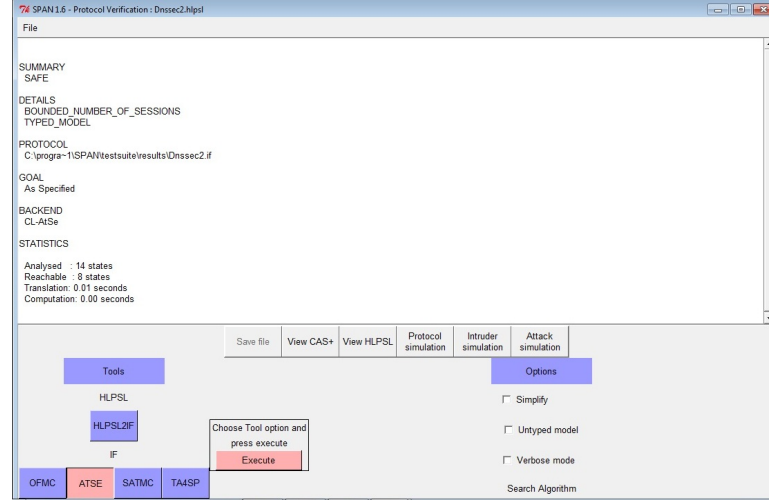 SPAN 1.6 - Protocol Verification : Dnssec2.hlpsl
File
SUMMARY
SAFE
DETAILS
BOUNDED_NUMBER_OF_SESSIONS
TYPED_MODEL
PROTOCOL
C:\progra~1\SPAN\testsuite\results\Dnssec2.if
GOAL
As Specified
BACKEND
CL-AtSe
STATISTICS
Analysed : 14 states
Reachable : 8 states
Translation: 0.01 seconds
Computation: 0.00 seconds
Save file View CAS+ View HLPSL Protocol simulation Intruder simulation Attack simulation
Tools
Options
HLPSL
Simplify
HLPSL2IF
Choose Tool option and
press execute
Execute
Untyped model
IF
Verbose mode
OFMC ATSE SATMC TA4SP
Search Algorithm